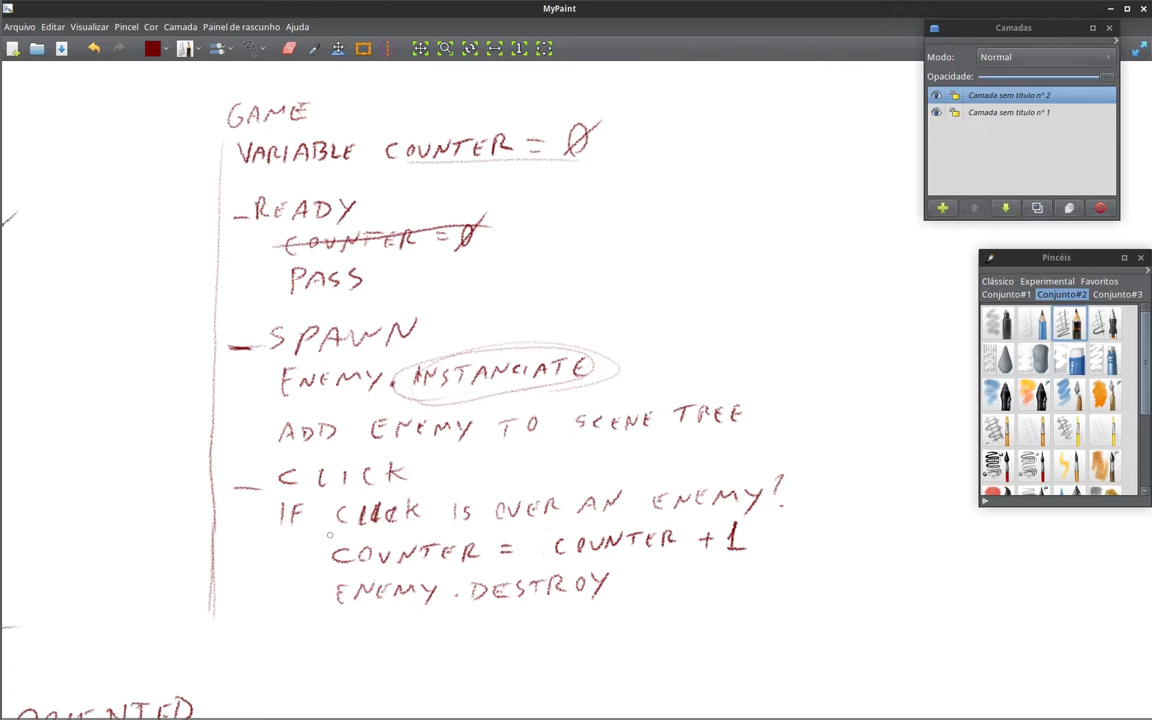 MyPaint
Arquivo Editar Visualizar Pincel Cor Camada Painel de rascunho Ajuda
Camadas
Modo: Normal
Opacidade:
Camada sem título nº 2
Camada sem título nº 1
Pincéis
Clássico Experimental Favoritos
Conjunto#1 Conjunto#2 Conjunto#3
GAME
VARIABLE COUNTER = 0
_READY
COUNTER = 0
PASS
_ SPAWN
ENEMY. INSTANCIATE
ADD ENEMY TO SCENE TREE
_ CLICK
IF CLICK IS OVER AN ENEMY?
COUNTER = COUNTER + 1
ENEMY . DESTROY